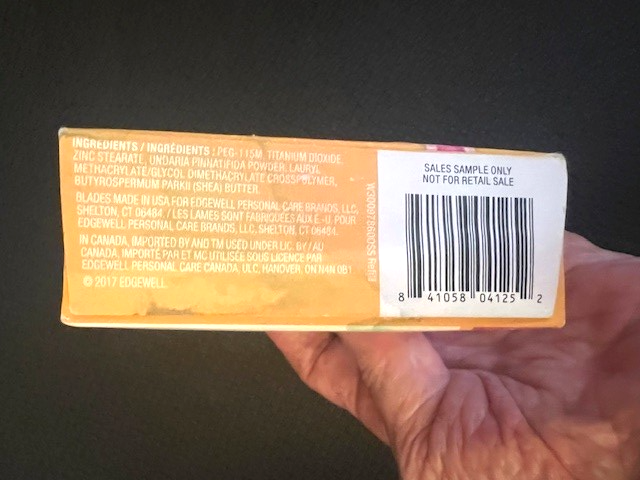 INGREDIENTS / INGRÉDIENTS : PEG-115M, TITANIUM DIOXIDE,
ZINC STEARATE, UNDARIA PINNATIFIDA POWDER, LAURYL
METHACRYLATE/GLYCOL DIMETHACRYLATE CROSSPOLYMER,
BUTYROSPERMUM PARKII (SHEA) BUTTER.
BLADES MADE IN USA FOR EDGEWELL PERSONAL CARE BRANDS, LLC,
SHELTON, CT 06484. / LES LAMES SONT FABRIQUÉES AUX É.-U. POUR
EDGEWELL PERSONAL CARE BRANDS, LLC, SHELTON, CT 06484.
IN CANADA, IMPORTED BY AND TM USED UNDER LIC. BY / AU
CANADA, IMPORTÉ PAR ET MC UTILISÉE SOUS LICENCE PAR
EDGEWELL PERSONAL CARE CANADA, ULC, HANOVER, ON N4N 0B1
© 2017 EDGEWELL
Refill
SALES SAMPLE ONLY
NOT FOR RETAIL SALE
8 41058 04125 2